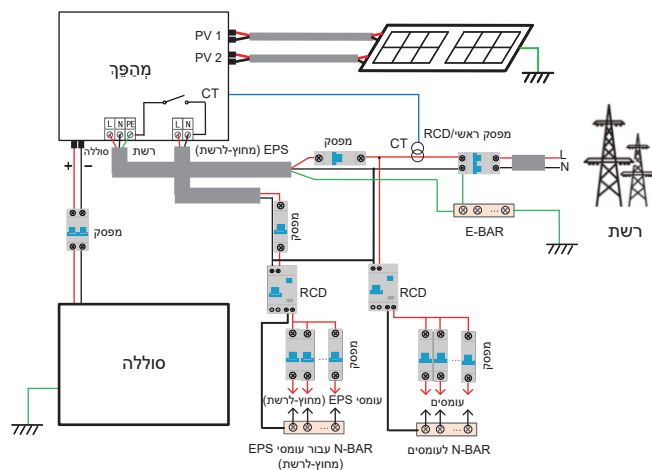 PV 1
PV 2
מְהַפֵּךְ
CT
L N PE
L N
סוללה
רשת
EPS (מחוץ-לרשת)
+ −
מפסק
CT
מפסק ראשי/RCD
L
N
E-BAR
רשת
מפסק
מפסק
RCD
RCD
סוללה
מפסק
מפסק
...
...
...
עומסי EPS (מחוץ-לרשת)
עומסים
...
...
N-BAR עבור עומסי EPS
(מחוץ-לרשת)
N-BAR לעומסים